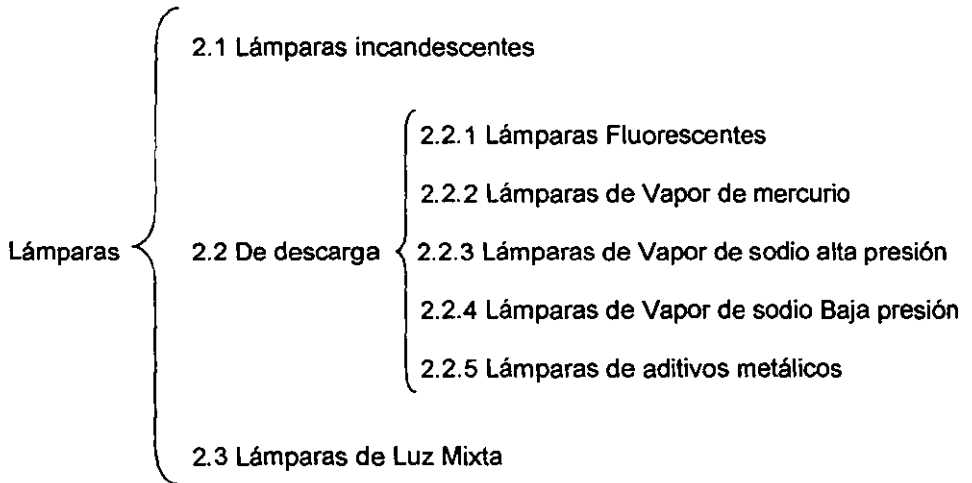 2.1 Lámparas incandescentes
2.2.1 Lámparas Fluorescentes
2.2.2 Lámparas de Vapor de mercurio
Lámparas
2.2 De descarga
2.2.3 Lámparas de Vapor de sodio alta presión
2.2.4 Lámparas de Vapor de sodio Baja presión
2.2.5 Lámparas de aditivos metálicos
2.3 Lámparas de Luz Mixta